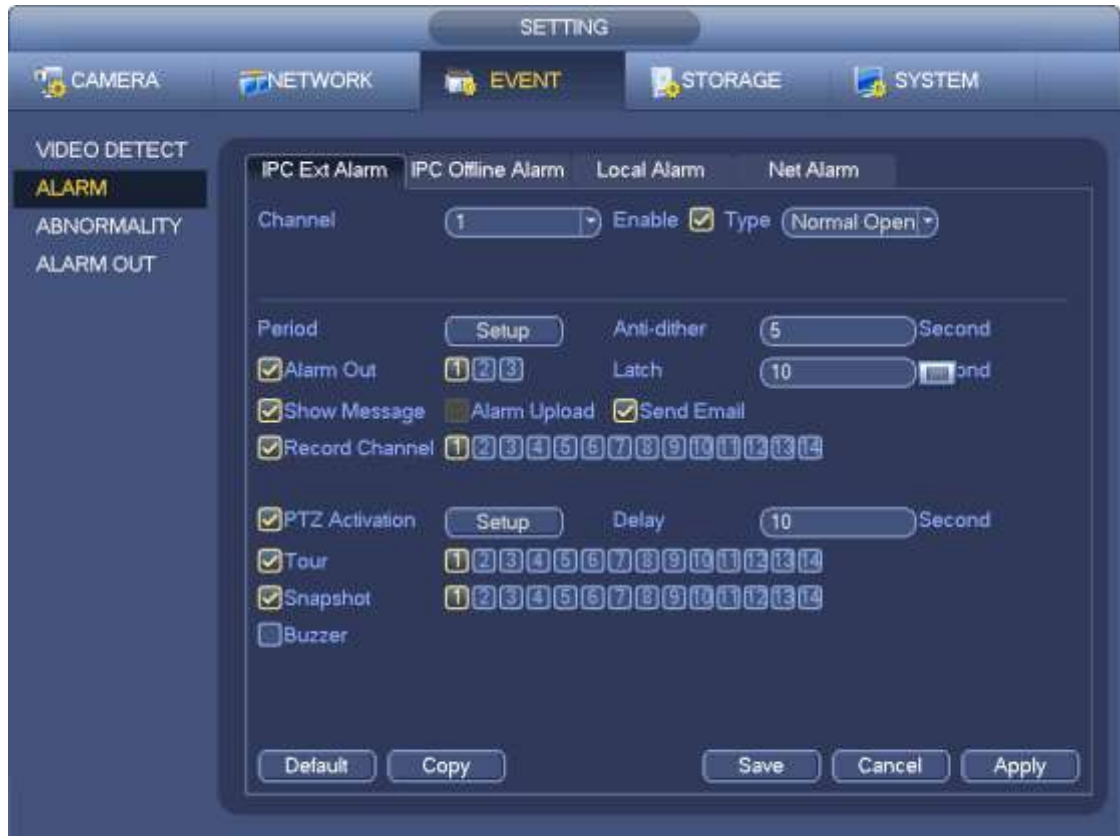 SETTING
CAMERA NETWORK EVENT STORAGE SYSTEM
VIDEO DETECT
ALARM
ABNORMALITY
ALARM OUT
IPC Ext Alarm IPC Offline Alarm Local Alarm Net Alarm
Channel 1 Enable Type Normal Open
Period Setup Anti-dither 5 Second
Alarm Out 1 2 3 Latch 10 ond
Show Message Alarm Upload Send Email
Record Channel 1 2 3 4 5 6 7 8 9 10 11 12 13 14
PTZ Activation Setup Delay 10 Second
Tour 1 2 3 4 5 6 7 8 9 10 11 12 13 14
Snapshot 1 2 3 4 5 6 7 8 9 10 11 12 13 14
Buzzer
Default Copy Save Cancel Apply